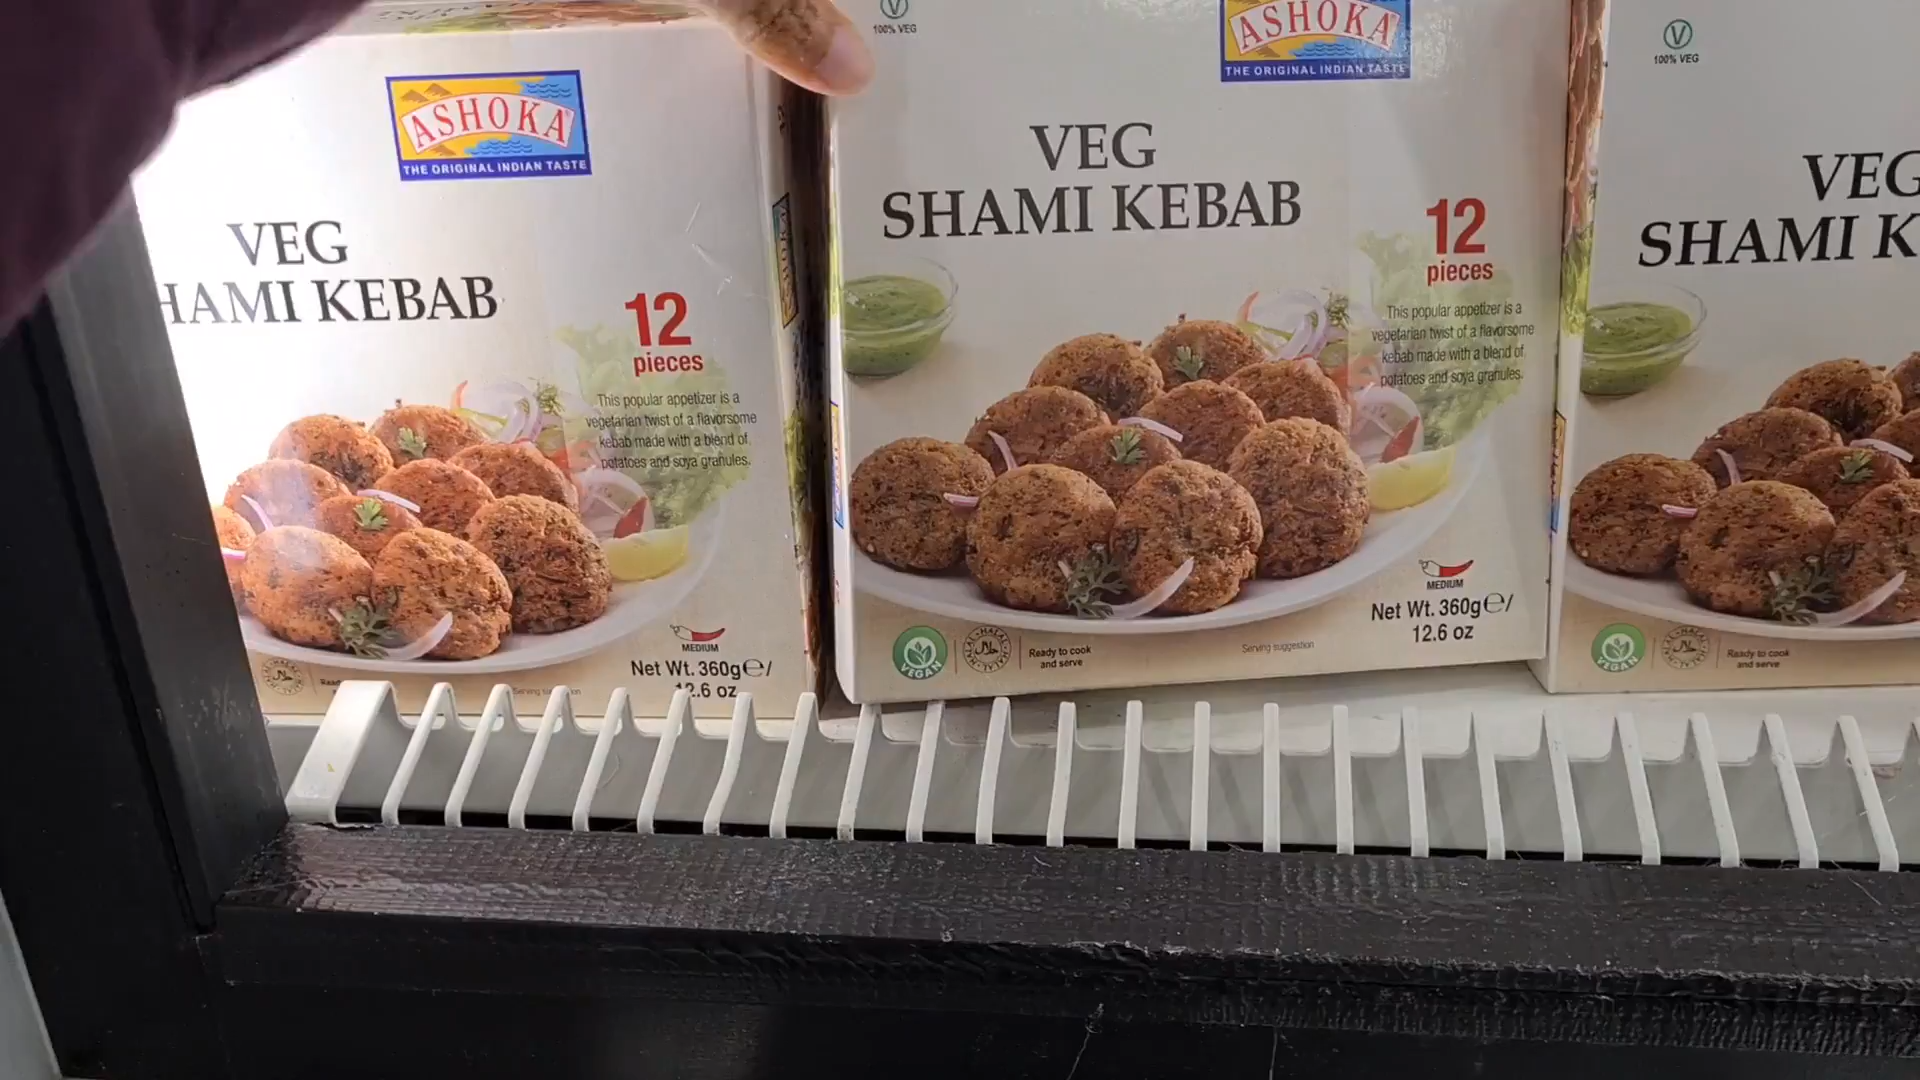 ASHOKA
THE ORIGINAL INDIAN TASTE
VEG
HAMI KEBAB
12
pieces
This popular appetizer is a
vegetarian twist of a flavorsome
kebab made with a blend of
potatoes and soya granules.
MEDIUM
Net Wt. 360g℮/
12.6 oz
HALAL
100% VEG
ASHOKA
THE ORIGINAL INDIAN TASTE
VEG
SHAMI KEBAB
12
pieces
This popular appetizer is a
vegetarian twist of a flavorsome
kebab made with a blend of
potatoes and soya granules.
MEDIUM
Net Wt. 360g℮/
12.6 oz
VEGAN
HALAL
Ready to cook
and serve
Serving suggestion
100% VEG
VEG
SHAMI K
VEGAN
HALAL
Ready to cook
and serve